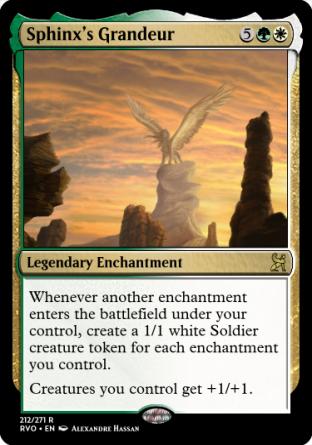 Sphinx's Grandeur 5
Legendary Enchantment
Whenever another enchantment
enters the battlefield under your
control, create a 1/1 white Soldier
creature token for each enchantment
you control.
Creatures you control get +1/+1.
212/271 R
RVO • EN Alexandre Hassan